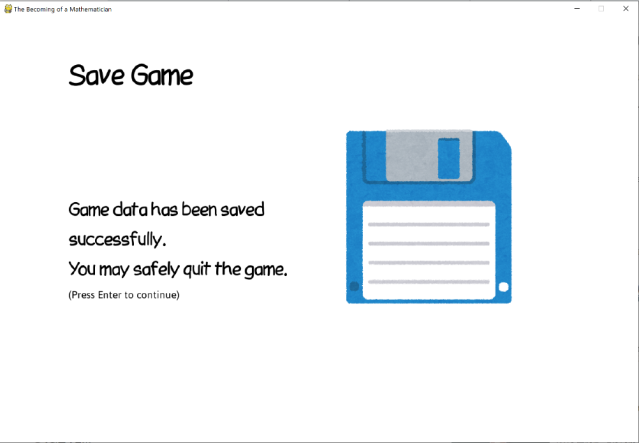 The Becoming of a Mathematician
Save Game
Game data has been saved
successfully.
You may safely quit the game.
(Press Enter to continue)